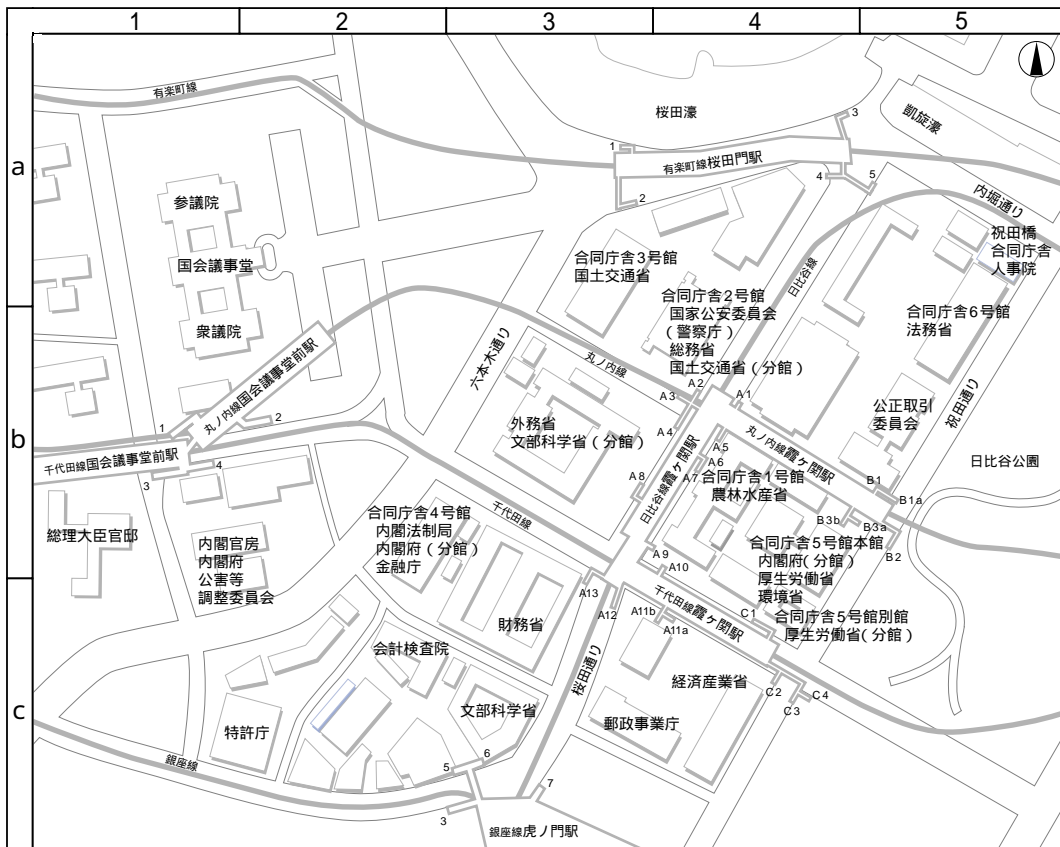 1
2
3
4
5
a
b
c
有楽町線
桜田濠
凱旋濠
3
1
有楽町線桜田門駅
2
4
5
内堀通り
参議院
国会議事堂
衆議院
祝田橋
合同庁舎
人事院
合同庁舎3号館
国土交通省
日比谷線
合同庁舎2号館
国家公安委員会
(警察庁)
総務省
国土交通省(分館)
合同庁舎6号館
法務省
六本木通り
丸ノ内線
丸ノ内線国会議事堂前駅
1
2
千代田線国会議事堂前駅
3
4
A3
A2
A1
A4
A5
A6
A7
A8
A9
A10
外務省
文部科学省(分館)
公正取引
委員会
祝田通り
日比谷公園
丸ノ内線霞ヶ関駅
日比谷線霞ヶ関駅
合同庁舎1号館
農林水産省
B1
B1a
B3b
B3a
B2
総理大臣官邸
内閣官房
内閣府
公害等
調整委員会
合同庁舎4号館
内閣法制局
内閣府(分館)
金融庁
千代田線
合同庁舎5号館本館
内閣府(分館)
厚生労働省
環境省
合同庁舎5号館別館
厚生労働省(分館)
A13
A12
A11b
A11a
千代田線霞ヶ関駅
C1
C2
C3
C4
財務省
会計検査院
桜田通り
文部科学省
経済産業省
郵政事業庁
特許庁
銀座線
5
6
3
7
銀座線虎ノ門駅